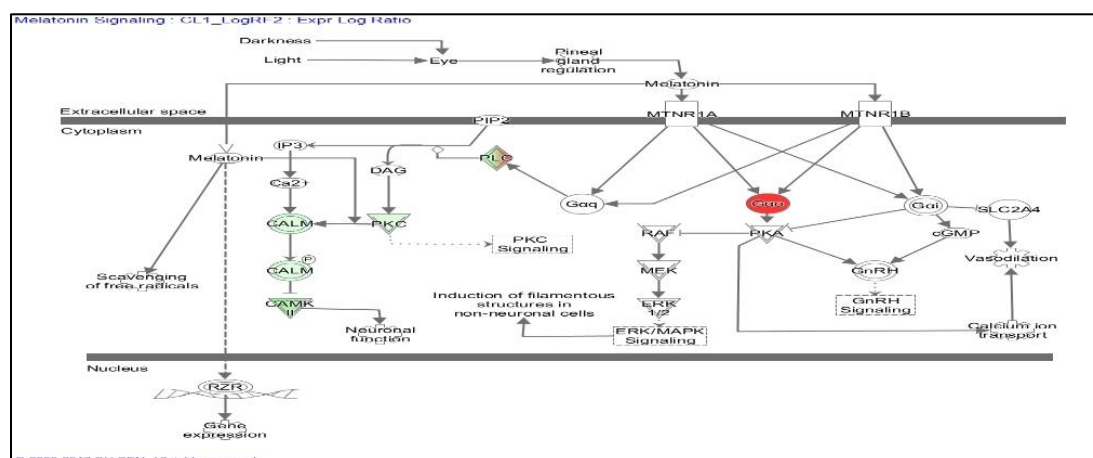 Melatonin Signaling : CL1_LogRF2 : Expr Log Ratio
Darkness
Light
Eye
Pineal
gland
regulation
Melatonin
Extracellular space
Cytoplasm
MTNR1A
MTNR1B
PIP2
IP3
Melatonin
DAG
PLC
Ca2+
Gαq
Gαi
SLC2A4
CALM
PKC
RAF
PKA
cGMP
PKC
Signaling
Vasodilation
P
CALM
MEK
GnRH
Scavenging
of free radicals
CAMK
II
Induction of filamentous
structures in
non-neuronal cells
ERK
1/2
GnRH
Signaling
Neuronal
function
ERK/MAPK
Signaling
Calcium ion
transport
Nucleus
RZR
Gene
expression